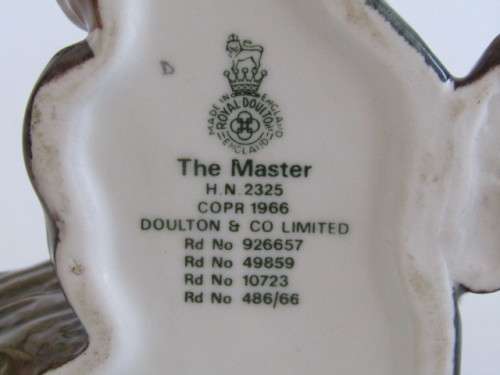 D
MADE IN ENGLAND
ROYAL DOULTON
ENGLAND
The Master
H.N. 2325
COPR 1966
DOULTON & CO LIMITED
Rd No 926657
Rd No 49859
Rd No 10723
Rd No 486/66